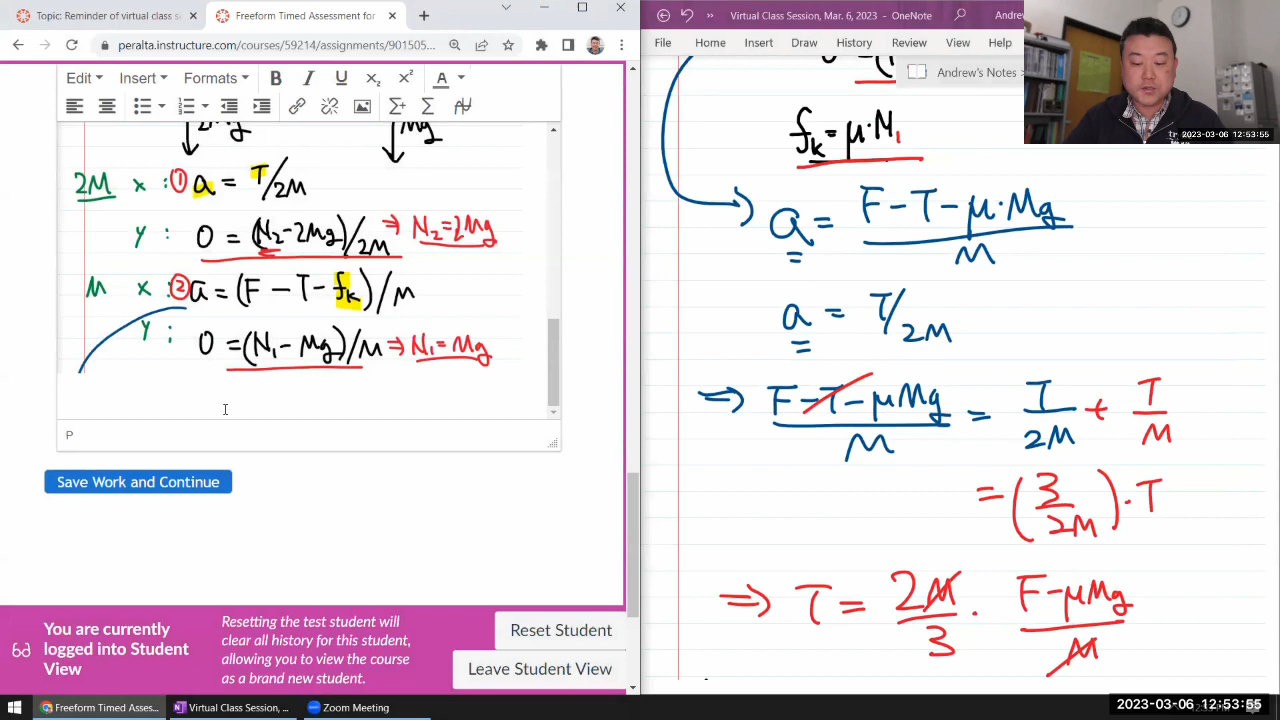 Topic: Reminder of virtual class se
Freeform Timed Assessment for
peralta.instructure.com/courses/59214/assignments/901505
Edit Insert Formats B I U A
2Mg Mg
2M x : ① a = T/2M
y : 0 = (N₂-2Mg)/2M ⇒ N₂=2Mg
M x : ② a = (F - T - fk)/M
y : 0 = (N₁ - Mg)/M ⇒ N₁ = Mg
P
Save Work and Continue
You are currently
logged into Student
View
Resetting the test student will
clear all history for this student,
allowing you to view the course
as a brand new student.
Reset Student
Leave Student View
Virtual Class Session, Mar. 6, 2023 - OneNote
Andre
File Home Insert Draw History Review View Help
Andrew's Notes
fk = μ·N₁
a = F - T - μ·Mg / M
a = T/2M
⇒ F - T - μMg / M = T/2M + T/M
= (3/2M) · T
⇒ T = 2M/3 · F-μMg / M
2023-03-06 12:53:55
Freeform Timed Asses...
Virtual Class Session, ...
Zoom Meeting
2023-03-06 12:53:55